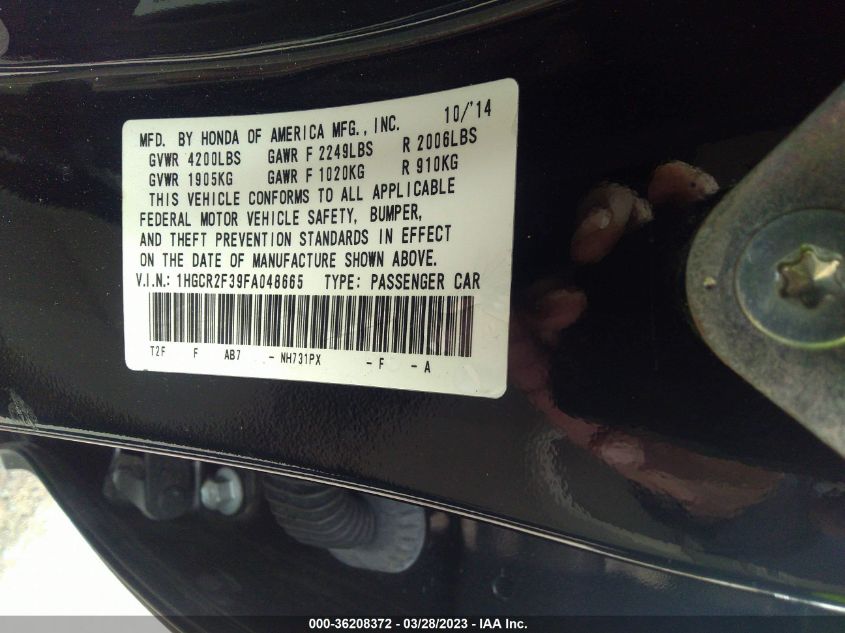 10/'14
MFD. BY HONDA OF AMERICA MFG., INC.
GVWR 4200LBS GAWR F 2249LBS R 2006LBS
GVWR 1905KG GAWR F 1020KG R 910KG
THIS VEHICLE CONFORMS TO ALL APPLICABLE
FEDERAL MOTOR VEHICLE SAFETY, BUMPER,
AND THEFT PREVENTION STANDARDS IN EFFECT
ON THE DATE OF MANUFACTURE SHOWN ABOVE.
V.I.N.: 1HGCR2F39FA048665 TYPE: PASSENGER CAR
T2F F AB7 - NH731PX - F - A
000-36208372 / 03/28/2023 - IAA Inc.